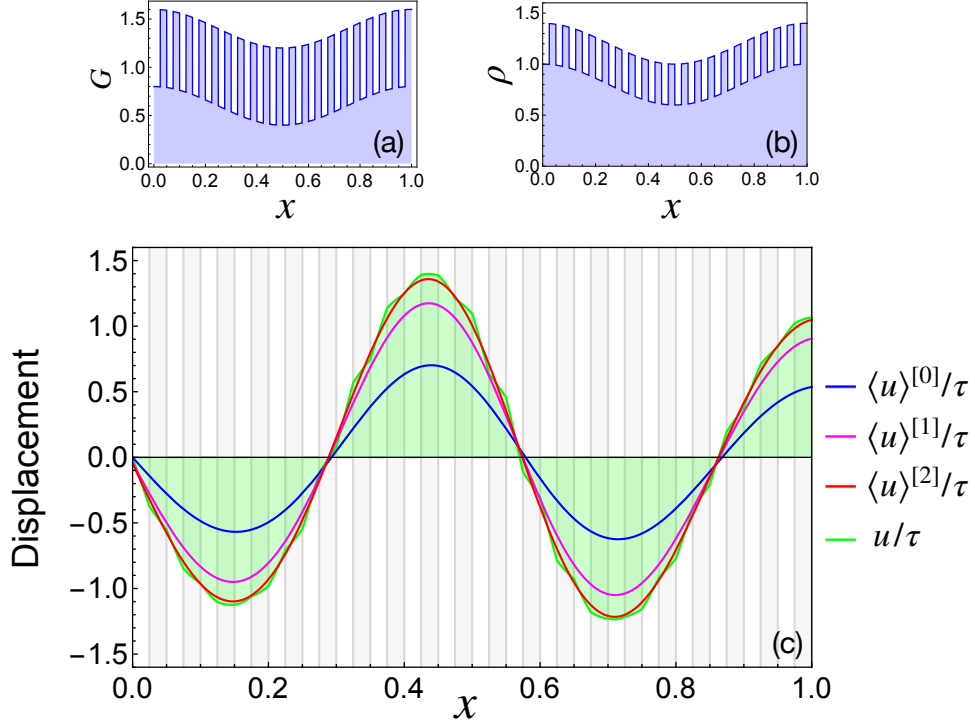 1.5
1.0
0.5
0.0
G
(a)
0.0 0.2 0.4 0.6 0.8 1.0
x
1.5
1.0
0.5
0.0
ρ
(b)
0.0 0.2 0.4 0.6 0.8 1.0
x
1.5
1.0
0.5
0.0
−0.5
−1.0
−1.5
Displacement
(c)
0.0 0.2 0.4 0.6 0.8 1.0
x
⟨u⟩^[0]/τ
⟨u⟩^[1]/τ
⟨u⟩^[2]/τ
u/τ